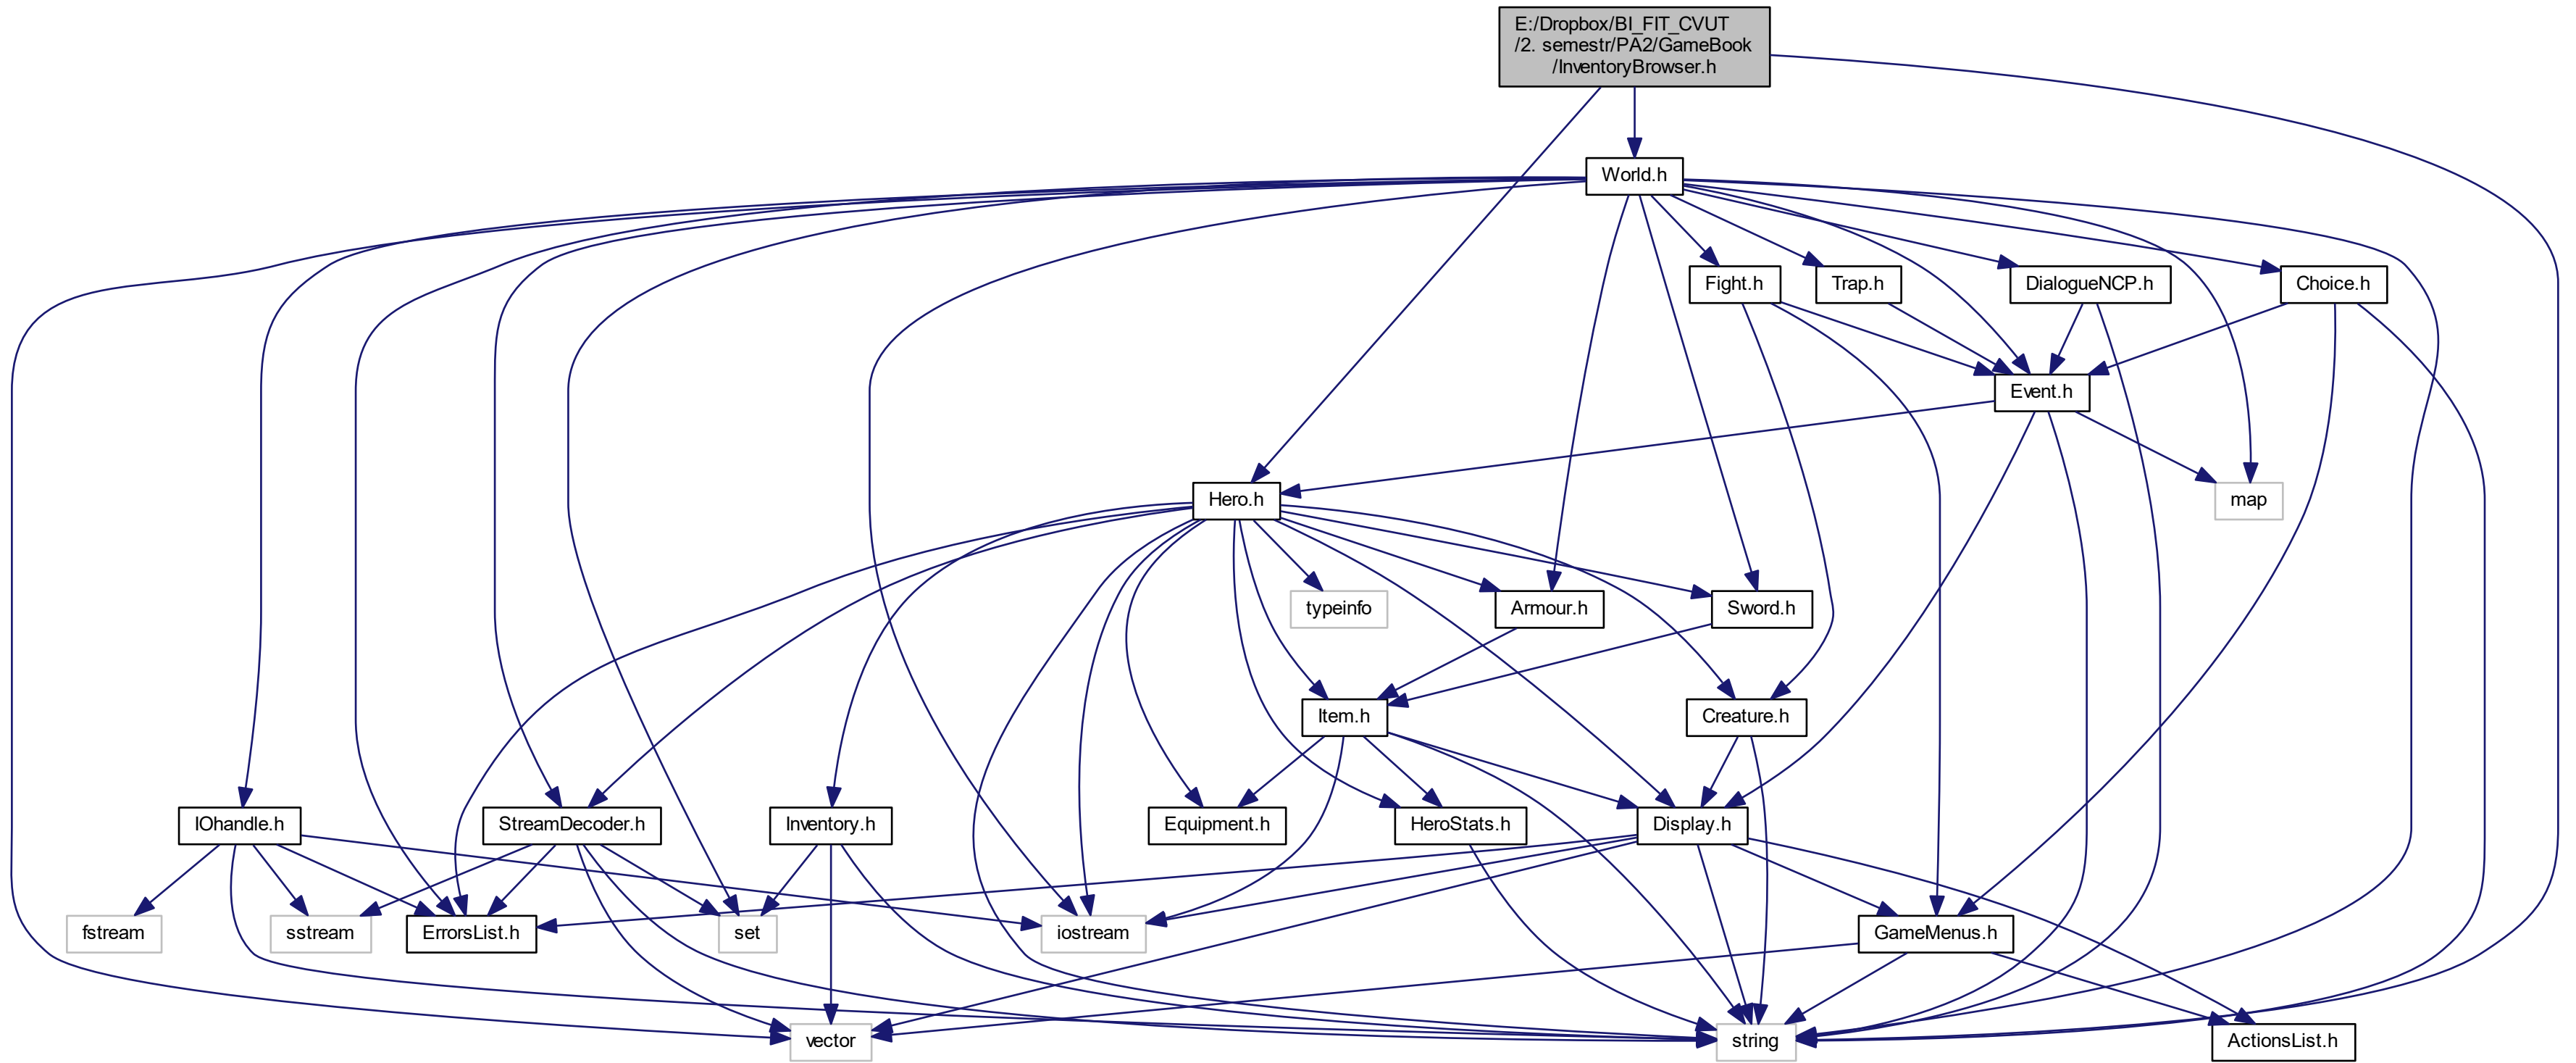 E:/Dropbox/BI_FIT_CVUT
/2. semestr/PA2/GameBook
/InventoryBrowser.h
World.h
Fight.h
Trap.h
DialogueNCP.h
Choice.h
Event.h
Hero.h
map
typeinfo
Armour.h
Sword.h
Item.h
Creature.h
IOhandle.h
StreamDecoder.h
Inventory.h
Equipment.h
HeroStats.h
Display.h
fstream
sstream
ErrorsList.h
set
iostream
GameMenus.h
vector
string
ActionsList.h